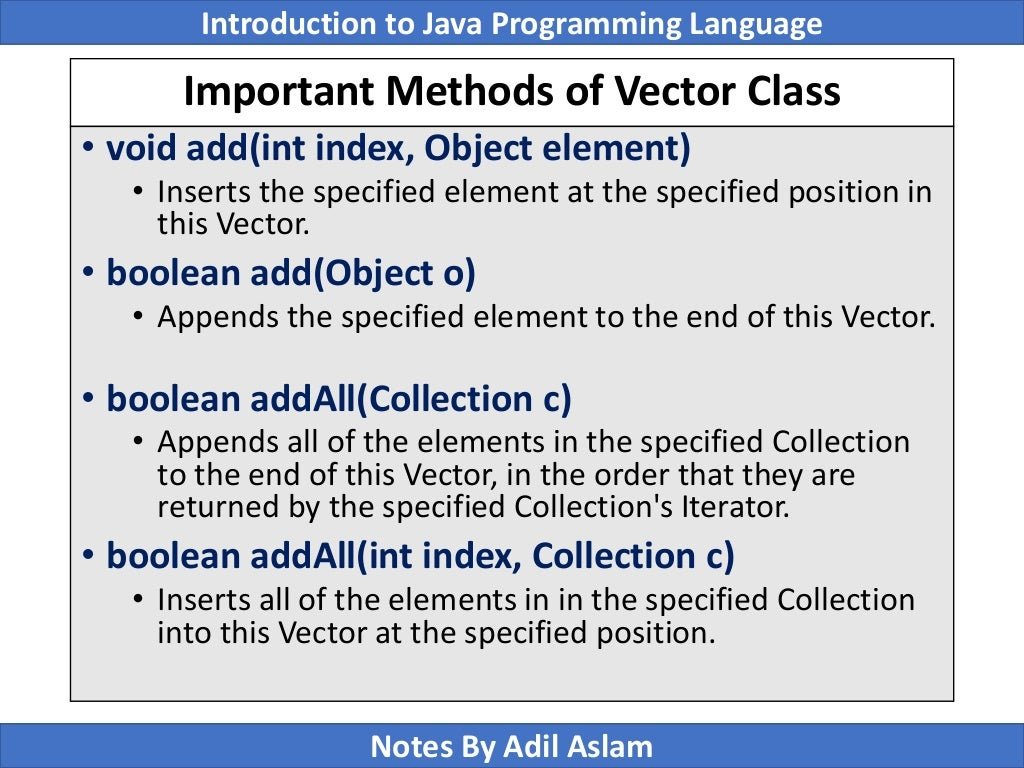 Introduction to Java Programming Language
Important Methods of Vector Class
• void add(int index, Object element)
• Inserts the specified element at the specified position in
this Vector.
• boolean add(Object o)
• Appends the specified element to the end of this Vector.
• boolean addAll(Collection c)
• Appends all of the elements in the specified Collection
to the end of this Vector, in the order that they are
returned by the specified Collection's Iterator.
• boolean addAll(int index, Collection c)
• Inserts all of the elements in in the specified Collection
into this Vector at the specified position.
Notes By Adil Aslam